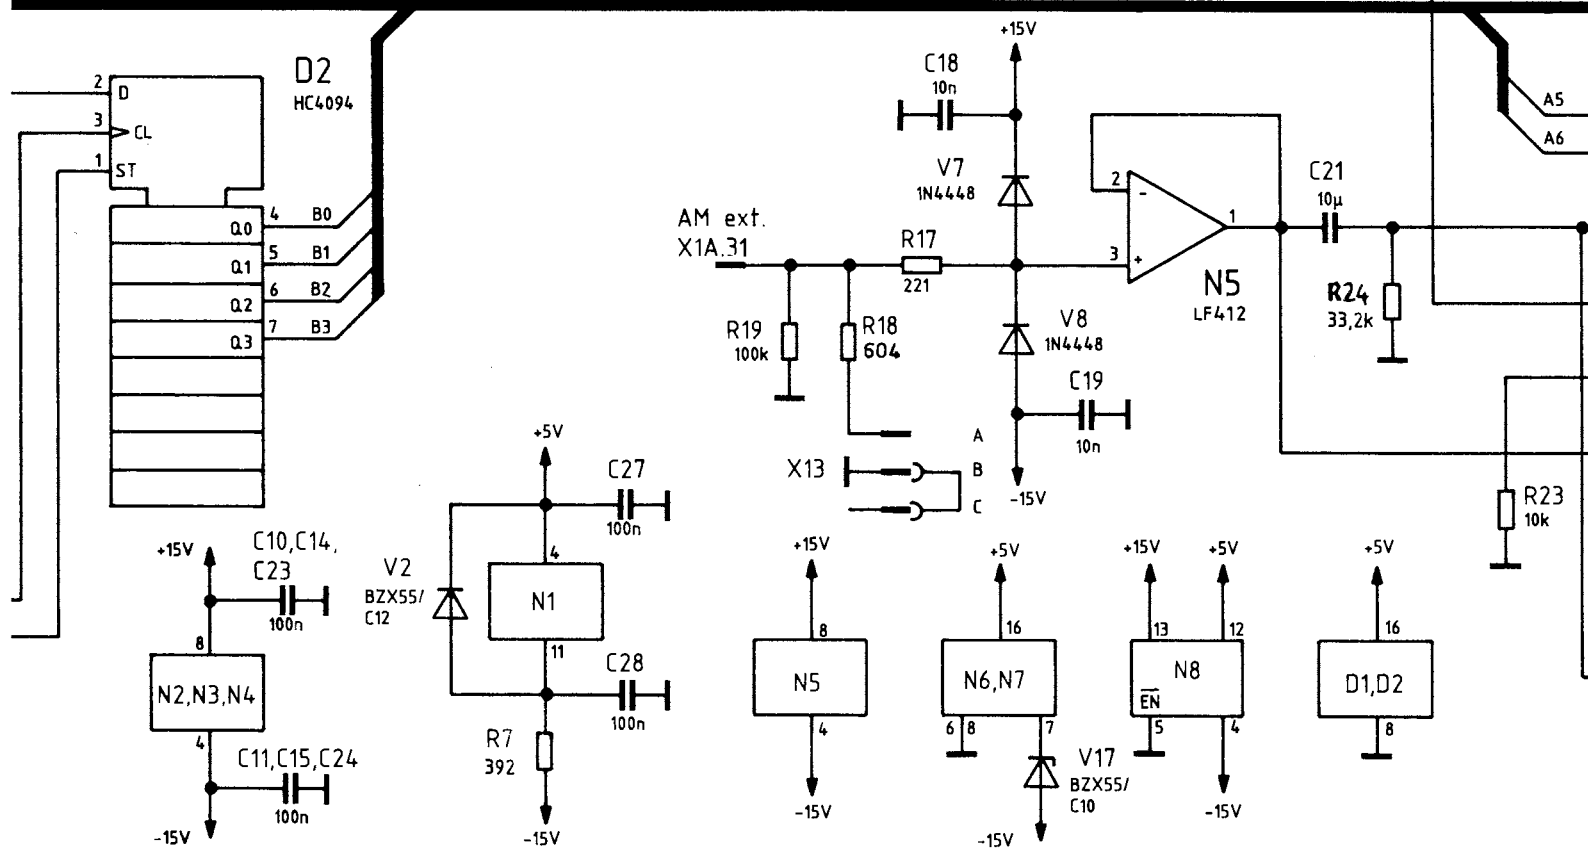 D2
HC4094
2
D
3
CL
1
ST
Q0
4
B0
Q1
5
B1
Q2
6
B2
Q3
7
B3
+15V
C18
10n
V7
1N4448
AM ext.
X1A.31
R17
221
2
-
3
+
1
N5
LF412
C21
10µ
R24
33,2k
A5
A6
R19
100k
R18
604
V8
1N4448
C19
10n
-15V
X13
A
B
C
R23
10k
+15V
C10,C14,
C23
100n
8
N2,N3,N4
4
C11,C15,C24
100n
-15V
+5V
C27
100n
V2
BZX55/
C12
4
N1
11
C28
100n
R7
392
-15V
+15V
8
N5
4
-15V
+5V
16
N6,N7
6
8
7
V17
BZX55/
C10
-15V
+15V
+5V
13
12
N8
E̅N̅
5
4
-15V
+5V
16
D1,D2
8